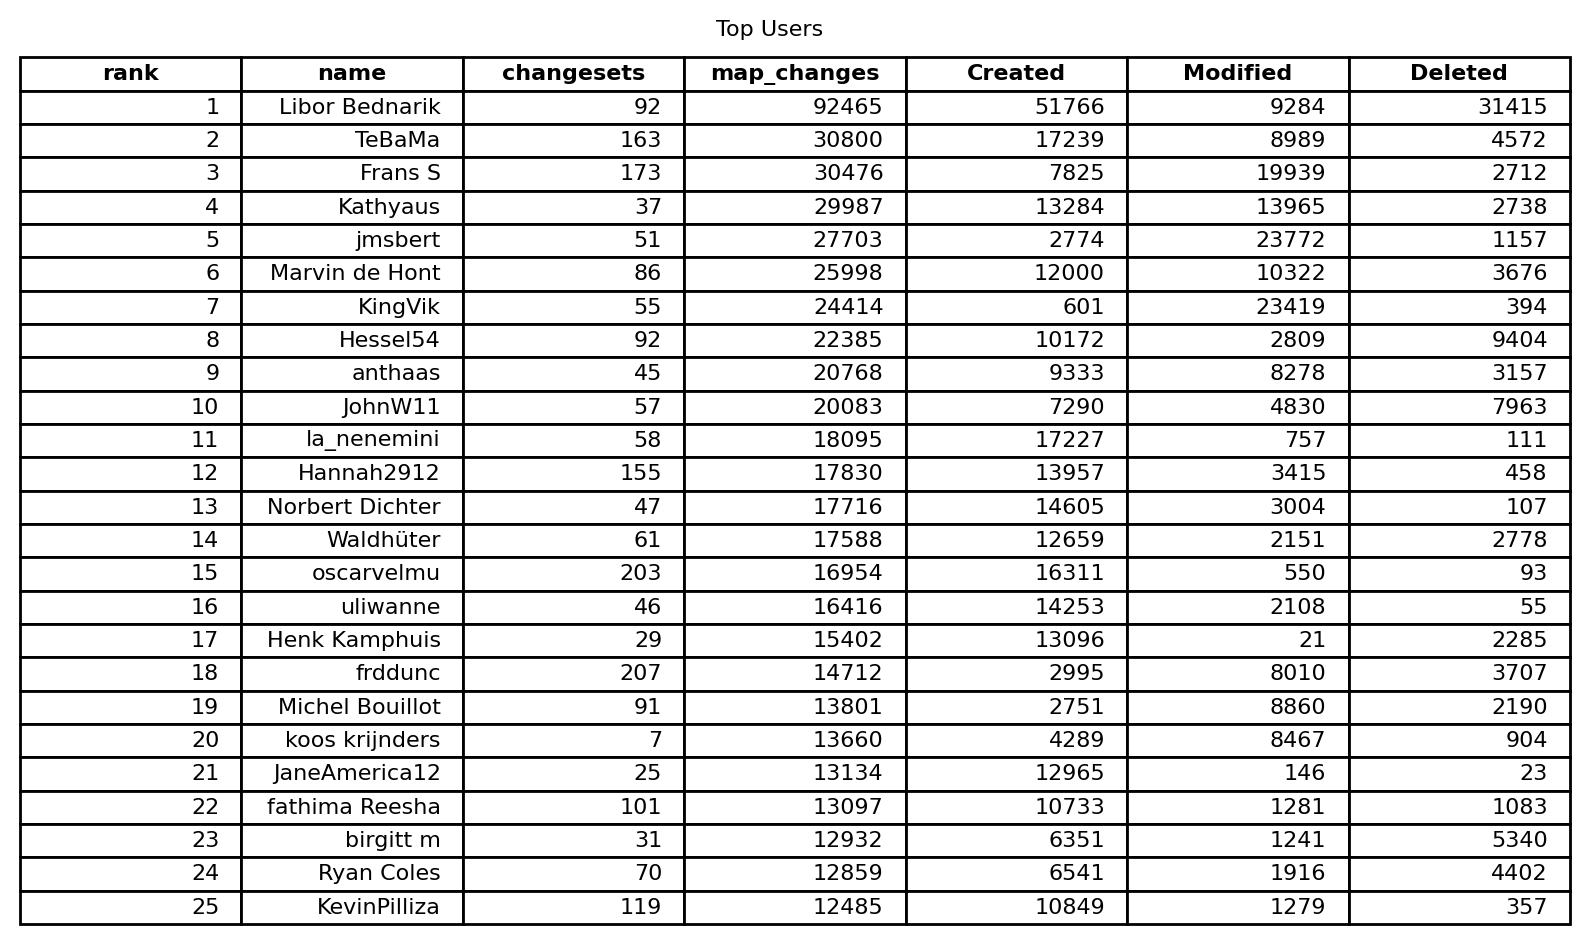 Top Users
rank name changesets map_changes Created Modified Deleted
1 Libor Bednarik 92 92465 51766 9284 31415
2 TeBaMa 163 30800 17239 8989 4572
3 Frans S 173 30476 7825 19939 2712
4 Kathyaus 37 29987 13284 13965 2738
5 jmsbert 51 27703 2774 23772 1157
6 Marvin de Hont 86 25998 12000 10322 3676
7 KingVik 55 24414 601 23419 394
8 Hessel54 92 22385 10172 2809 9404
9 anthaas 45 20768 9333 8278 3157
10 JohnW11 57 20083 7290 4830 7963
11 la_nenemini 58 18095 17227 757 111
12 Hannah2912 155 17830 13957 3415 458
13 Norbert Dichter 47 17716 14605 3004 107
14 Waldhüter 61 17588 12659 2151 2778
15 oscarvelmu 203 16954 16311 550 93
16 uliwanne 46 16416 14253 2108 55
17 Henk Kamphuis 29 15402 13096 21 2285
18 frddunc 207 14712 2995 8010 3707
19 Michel Bouillot 91 13801 2751 8860 2190
20 koos krijnders 7 13660 4289 8467 904
21 JaneAmerica12 25 13134 12965 146 23
22 fathima Reesha 101 13097 10733 1281 1083
23 birgitt m 31 12932 6351 1241 5340
24 Ryan Coles 70 12859 6541 1916 4402
25 KevinPilliza 119 12485 10849 1279 357